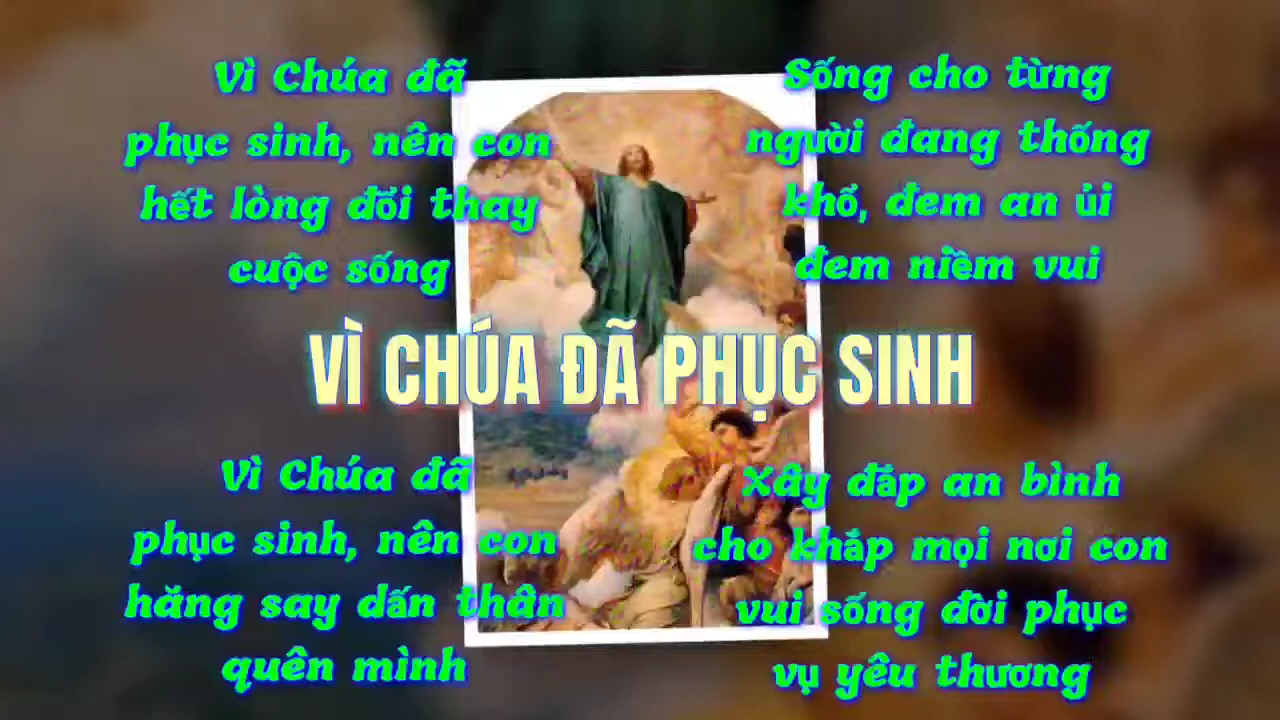 Vì Chúa đã
phục sinh, nên con
hết lòng đổi thay
cuộc sống
Sống cho từng
người đang thống
khổ, đem an ủi
đem niềm vui
VÌ CHÚA ĐÃ PHỤC SINH
Vì Chúa đã
phục sinh, nên con
hăng say dấn thân
quên mình
Xây đắp an bình
cho khắp mọi nơi con
vui sống đời phục
vụ yêu thương